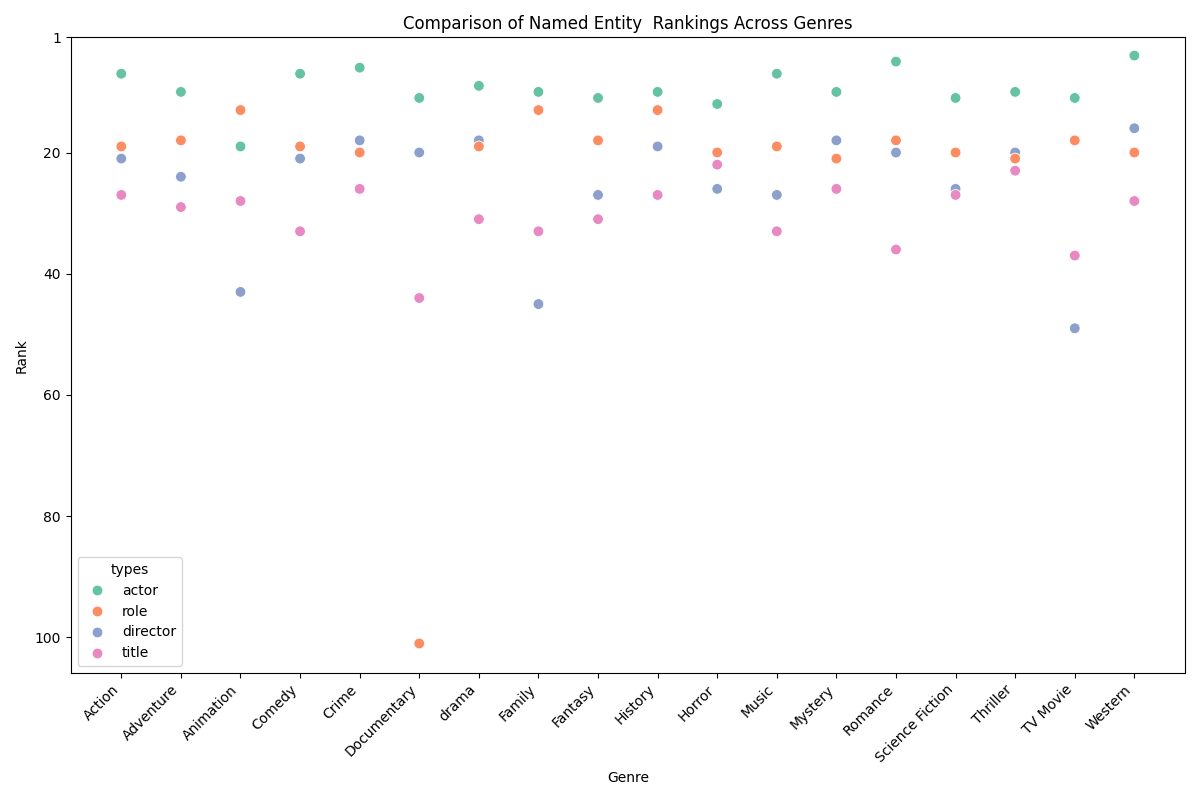 Comparison of Named Entity  Rankings Across Genres
1
20
40
60
80
100
Rank
types
actor
role
director
title
Action
Adventure
Animation
Comedy
Crime
Documentary
drama
Family
Fantasy
History
Horror
Music
Mystery
Romance
Science Fiction
Thriller
TV Movie
Western
Genre